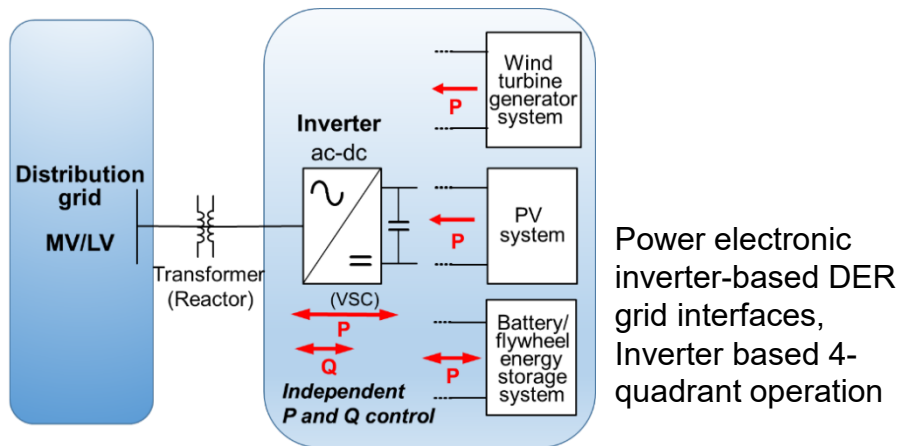 Distribution
grid
MV/LV
Transformer
(Reactor)
Inverter
ac-dc
(VSC)
P
Q
Independent
P and Q control
Wind
turbine
generator
system
P
PV
system
P
Battery/
flywheel
energy
storage
system
P
Power electronic
inverter-based DER
grid interfaces,
Inverter based 4-
quadrant operation